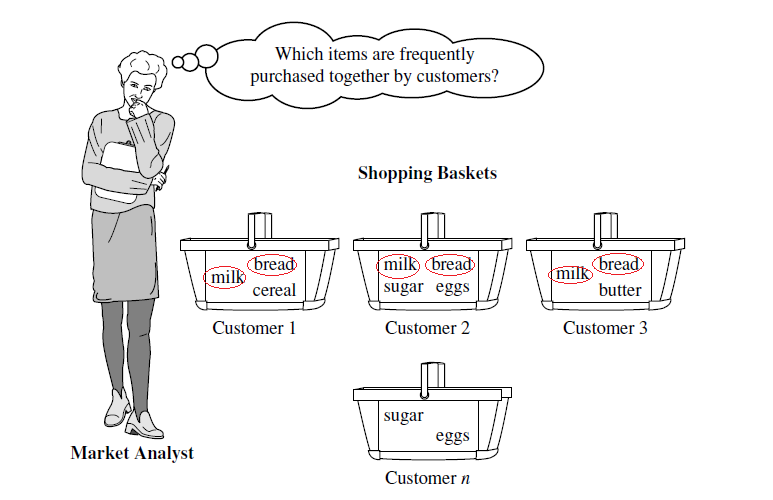 Which items are frequently
purchased together by customers?
Shopping Baskets
milk
bread
cereal
Customer 1
milk bread
sugar eggs
Customer 2
milk
bread
butter
Customer 3
sugar
eggs
Customer n
Market Analyst